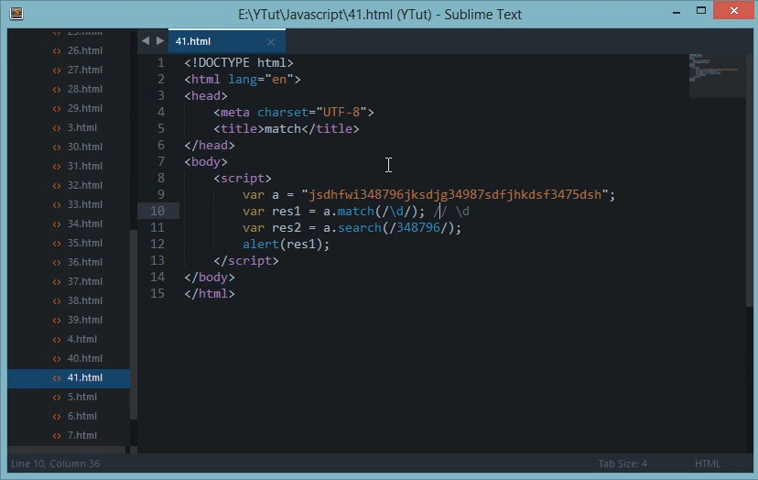 E:\YTut\Javascript\41.html (YTut) - Sublime Text
41.html
26.html
27.html
28.html
29.html
3.html
30.html
31.html
32.html
33.html
34.html
35.html
36.html
37.html
38.html
39.html
4.html
40.html
41.html
5.html
6.html
7.html
1 <!DOCTYPE html>
2 <html lang="en">
3 <head>
4 <meta charset="UTF-8">
5 <title>match</title>
6 </head>
7 <body>
8 <script>
9 var a = "jsdhfwi348796jksdjg34987sdfjhkdsf3475dsh";
10 var res1 = a.match(/\d/); // \d
11 var res2 = a.search(/348796/);
12 alert(res1);
13 </script>
14 </body>
15 </html>
Line 10, Column 36
Tab Size: 4
HTML